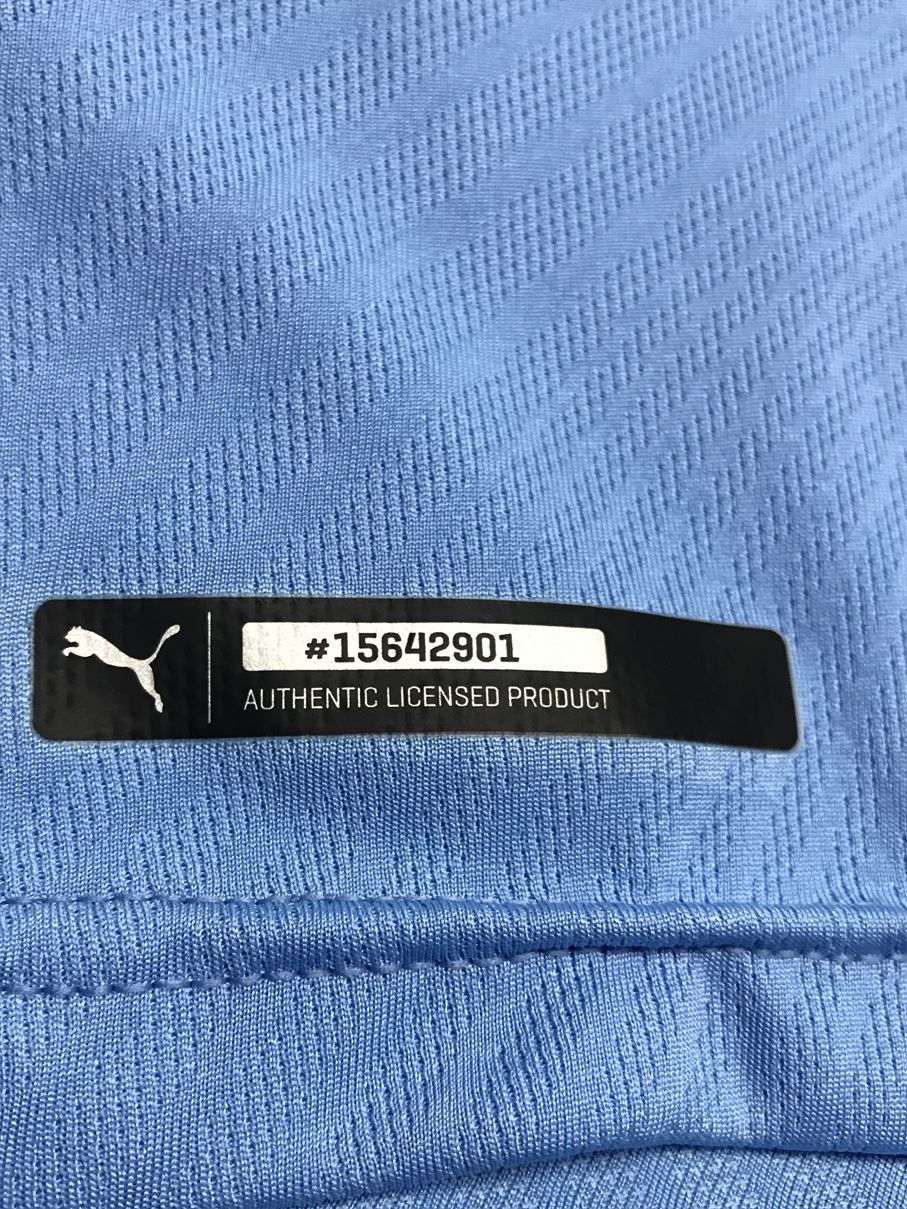 #15642901
AUTHENTIC LICENSED PRODUCT